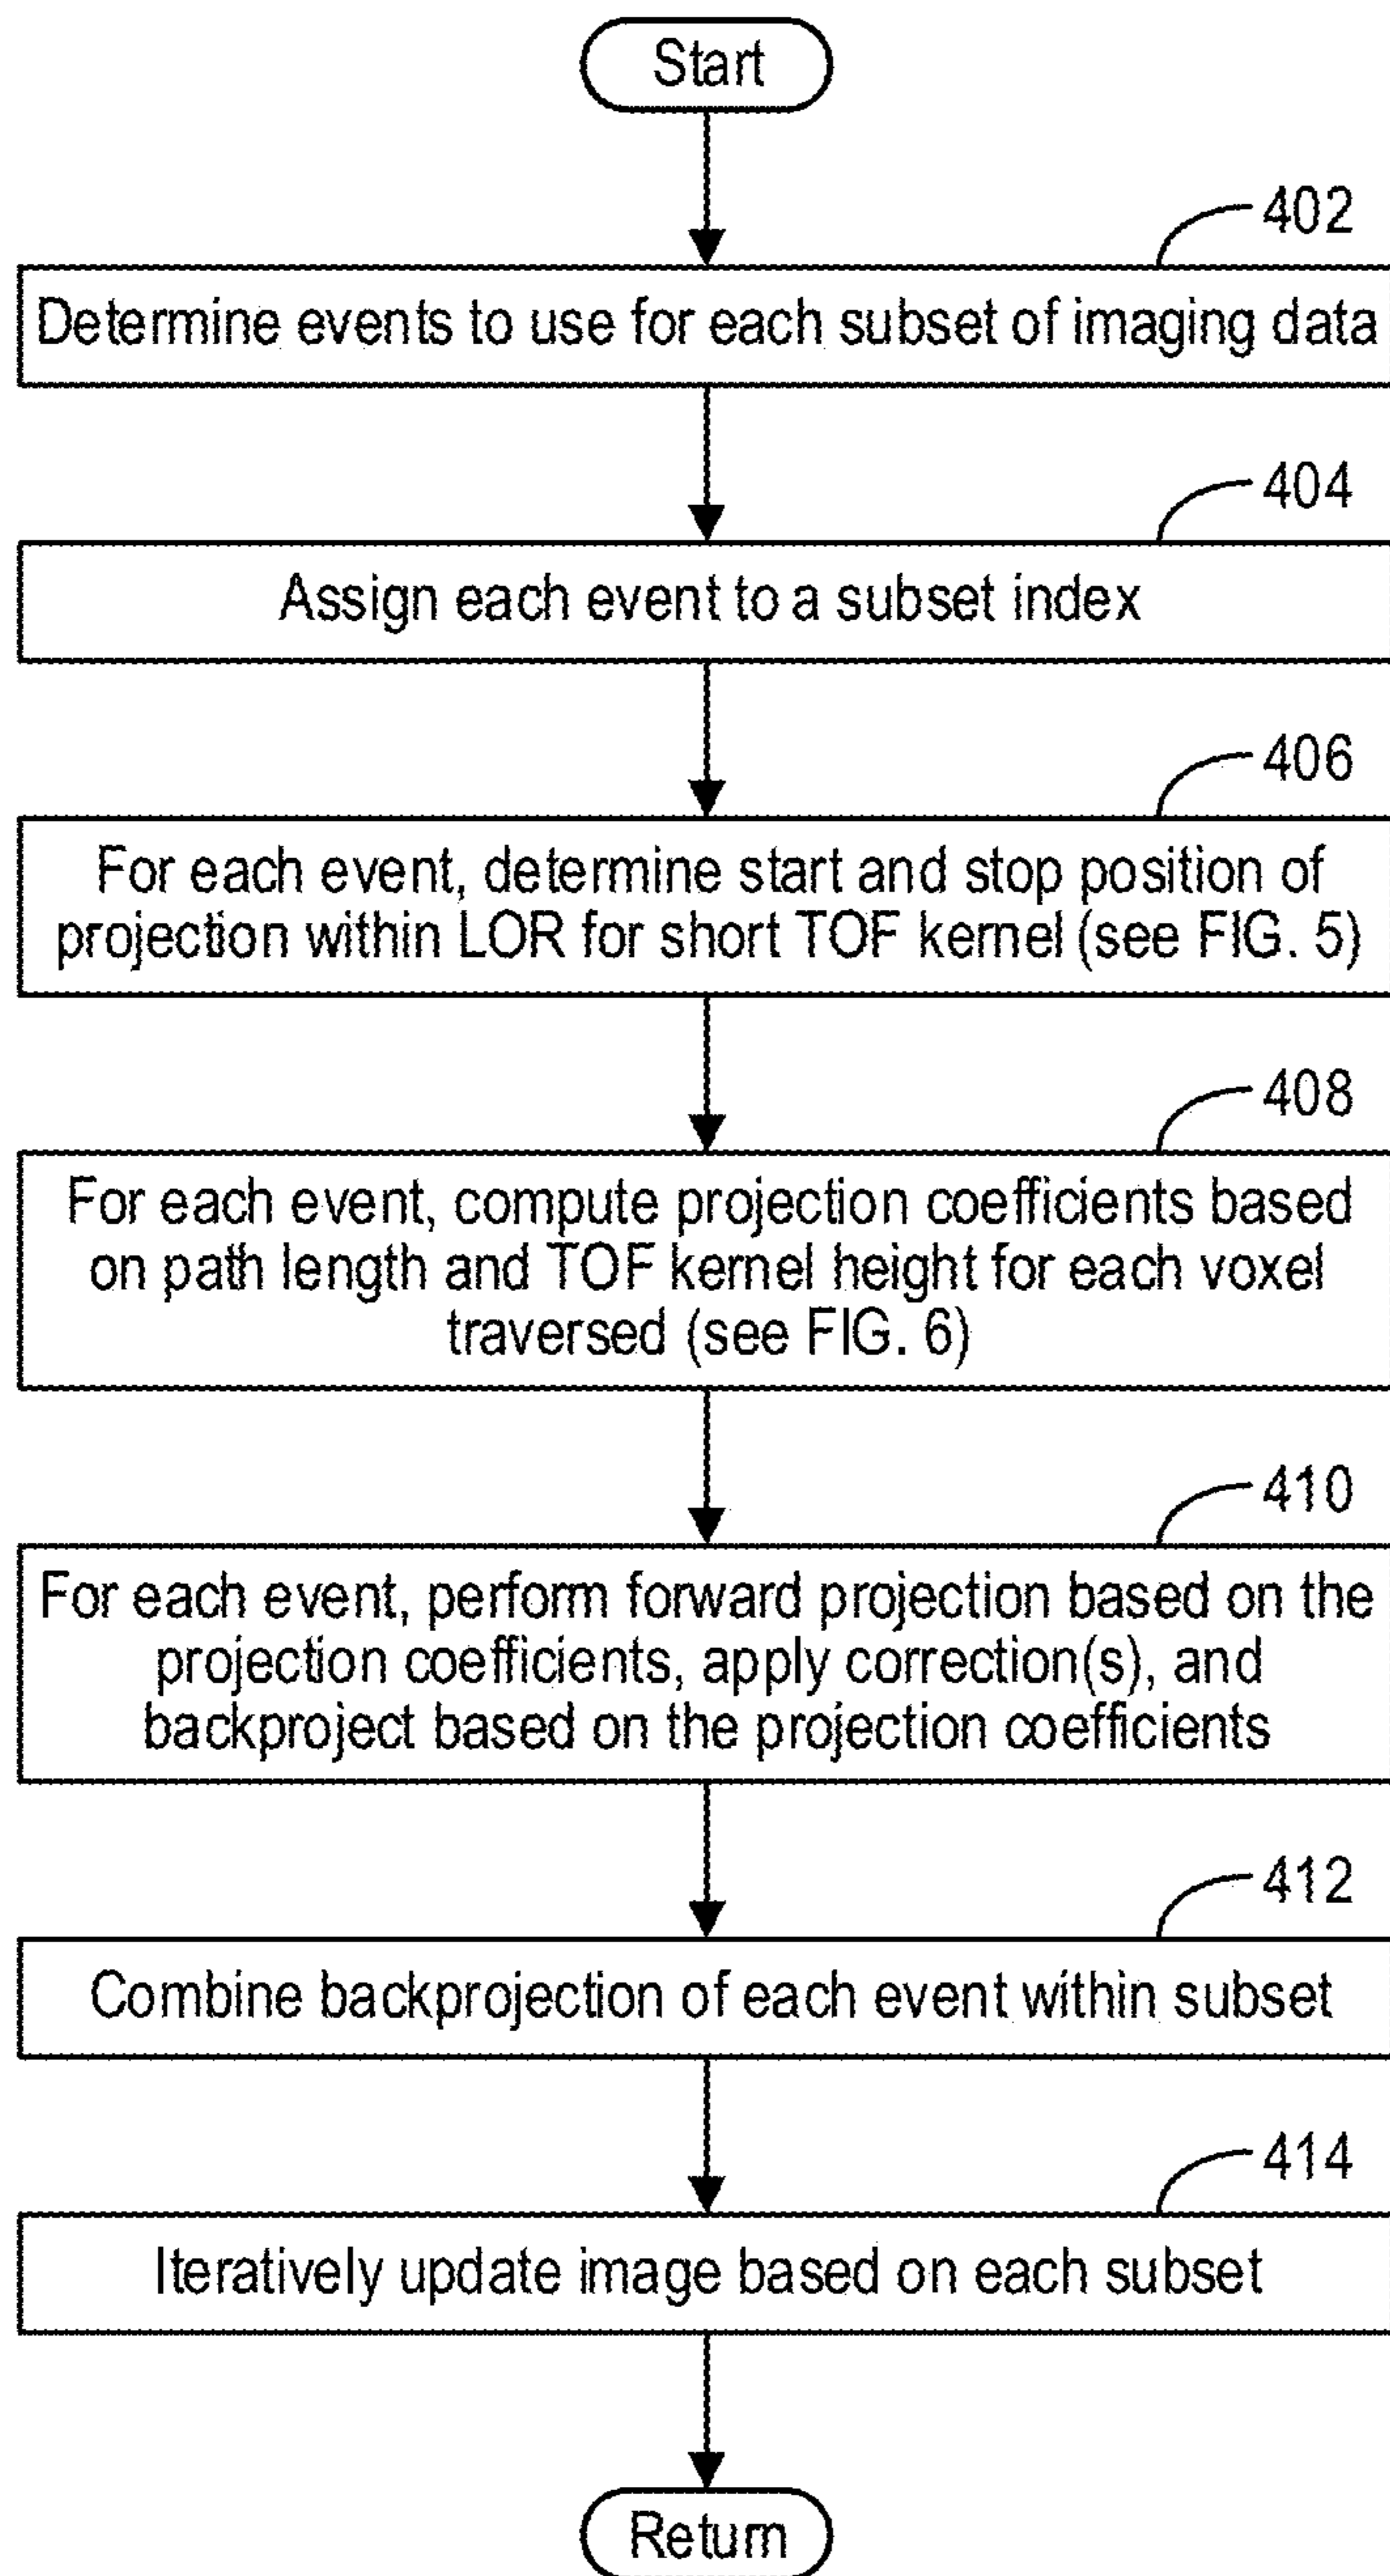 Start
402
Determine events to use for each subset of imaging data
404
Assign each event to a subset index
406
For each event, determine start and stop position of
projection within LOR for short TOF kernel (see FIG. 5)
408
For each event, compute projection coefficients based
on path length and TOF kernel height for each voxel
traversed (see FIG. 6)
410
For each event, perform forward projection based on the
projection coefficients, apply correction(s), and
backproject based on the projection coefficients
412
Combine backprojection of each event within subset
414
Iteratively update image based on each subset
Return